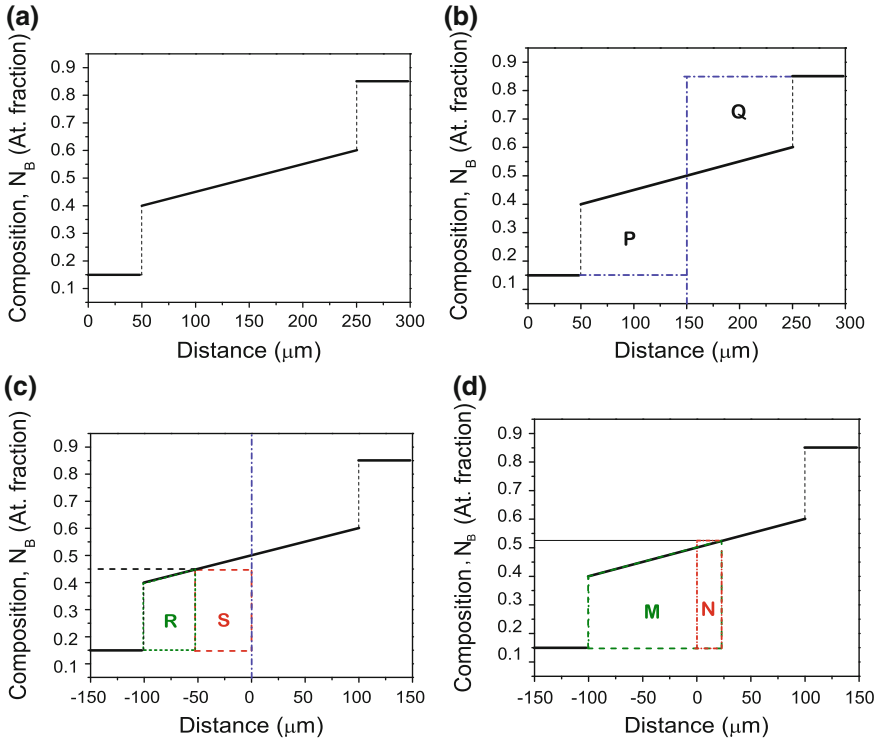 (a)
Composition, N_B (At. fraction)
0.9
0.8
0.7
0.6
0.5
0.4
0.3
0.2
0.1
0 50 100 150 200 250 300
Distance (μm)
(b)
Composition, N_B (At. fraction)
0.9
0.8
0.7
0.6
0.5
0.4
0.3
0.2
0.1
Q
P
0 50 100 150 200 250 300
Distance (μm)
(c)
Composition, N_B (At. fraction)
0.9
0.8
0.7
0.6
0.5
0.4
0.3
0.2
0.1
R S
-150 -100 -50 0 50 100 150
Distance (μm)
(d)
Composition, N_B (At. fraction)
0.9
0.8
0.7
0.6
0.5
0.4
0.3
0.2
0.1
M N
-150 -100 -50 0 50 100 150
Distance (μm)